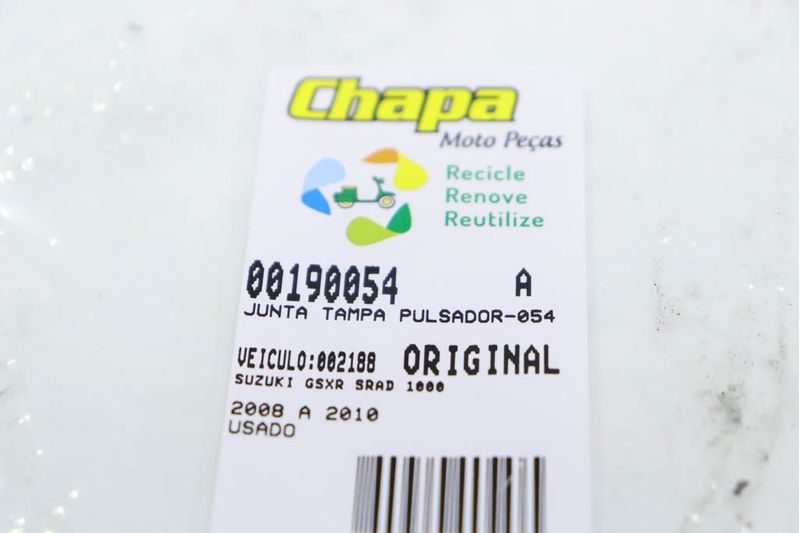 Chapa
Moto Peças
Recicle
Renove
Reutilize
00190054 A
JUNTA TAMPA PULSADOR-054
VEICULO:002188 ORIGINAL
SUZUKI GSXR SRAD 1000
2008 A 2010
USADO